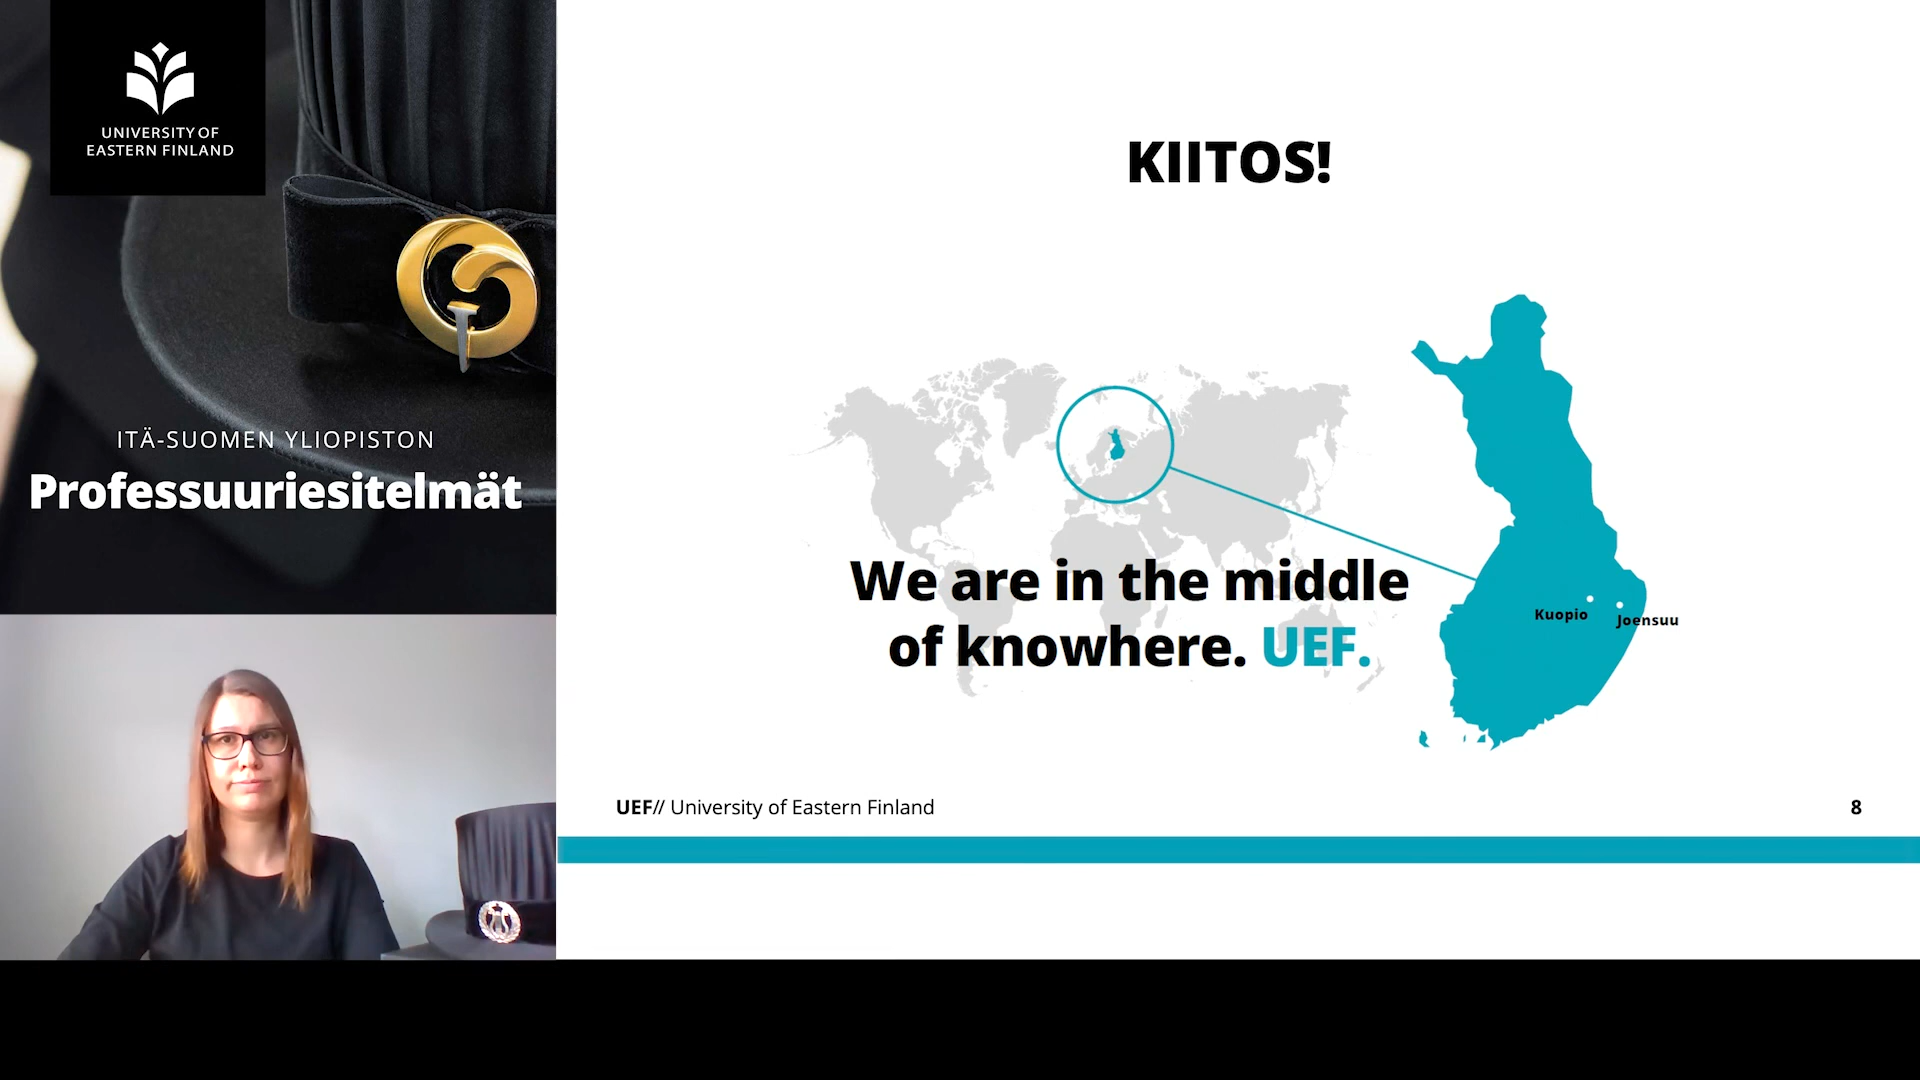 UNIVERSITY OF
EASTERN FINLAND
ITÄ-SUOMEN YLIOPISTON
Professuuriesitelmät
KIITOS!
We are in the middle
of knowhere. UEF.
Kuopio
Joensuu
UEF// University of Eastern Finland
8